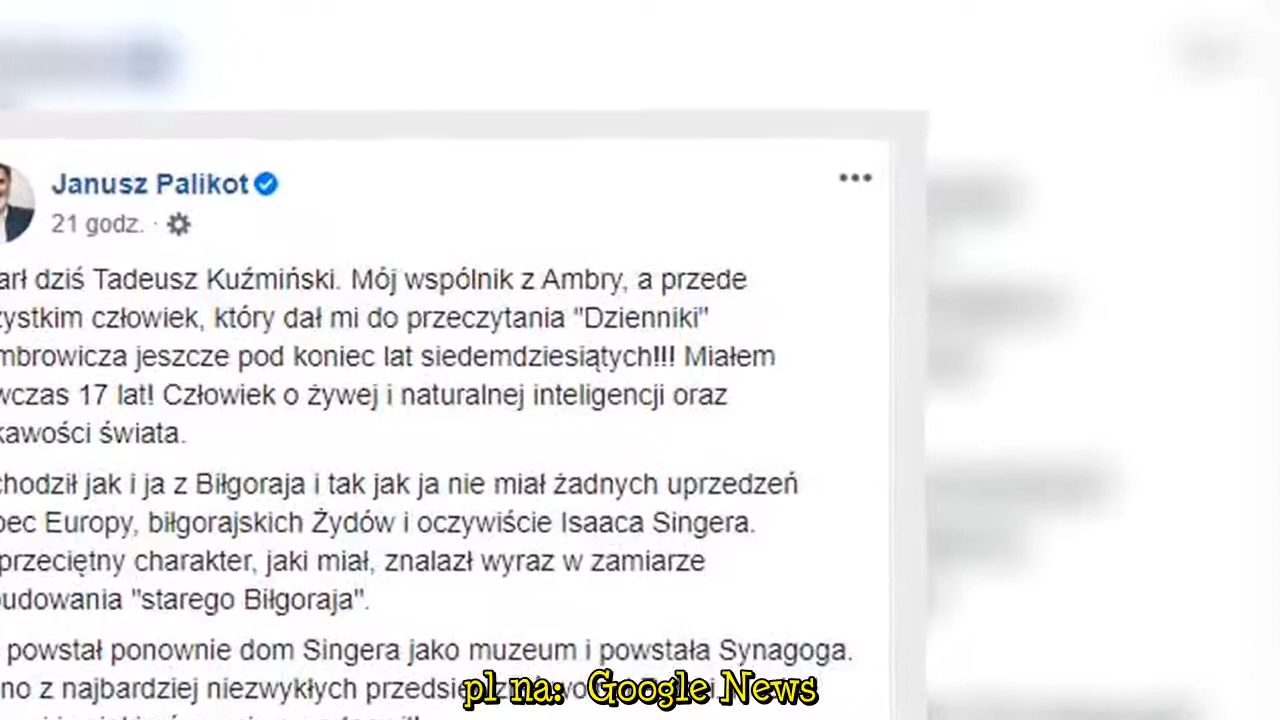 Janusz Palikot
21 godz. ·
arł dziś Tadeusz Kuźmiński. Mój wspólnik z Ambry, a przede
ystkim człowiek, który dał mi do przeczytania "Dzienniki"
mbrowicza jeszcze pod koniec lat siedemdziesiątych!!! Miałem
wczas 17 lat! Człowiek o żywej i naturalnej inteligencji oraz
kawości świata.
chodził jak i ja z Biłgoraja i tak jak ja nie miał żadnych uprzedzeń
bec Europy, biłgorajskich Żydów i oczywiście Isaaca Singera.
przeciętny charakter, jaki miał, znalazł wyraz w zamiarze
budowania "starego Biłgoraja".
powstał ponownie dom Singera jako muzeum i powstała Synagoga.
no z najbardziej niezwykłych
pl na: Google News